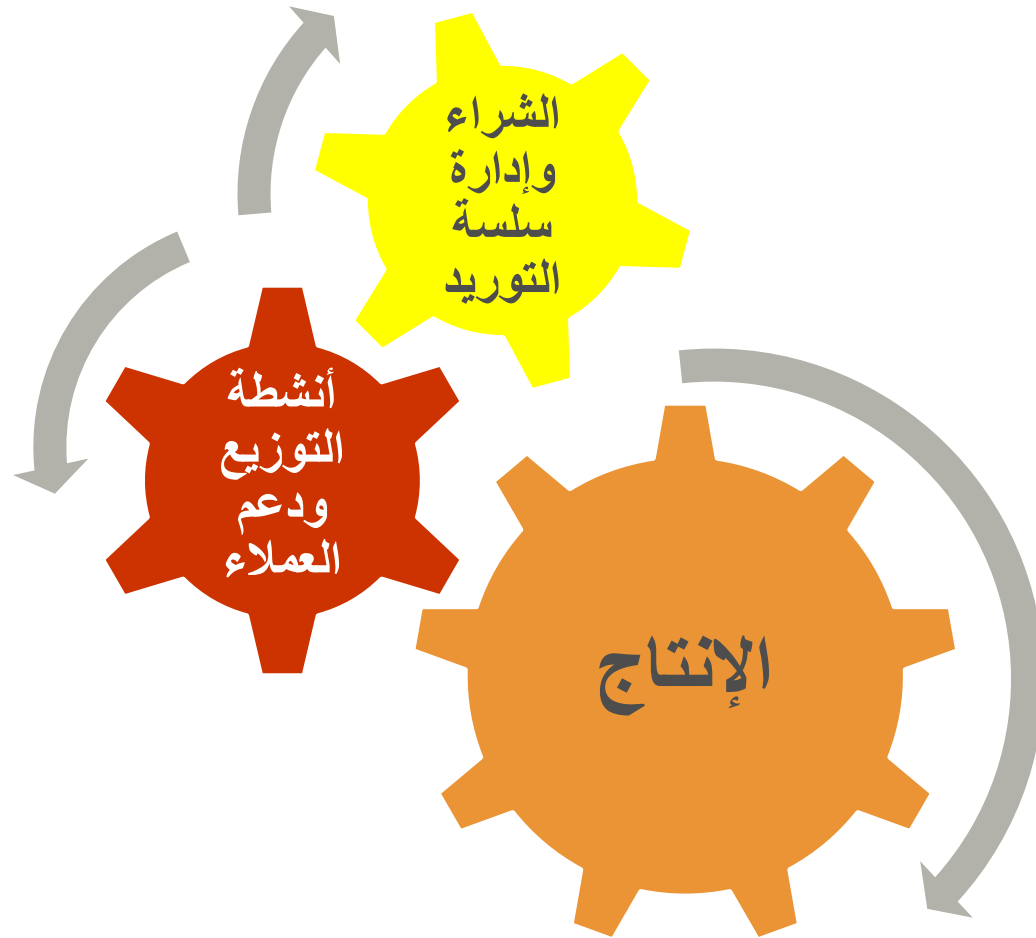 الشراء
وإدارة
سلسة
التوريد
أنشطة
التوزيع
ودعم
العملاء
الإنتاج